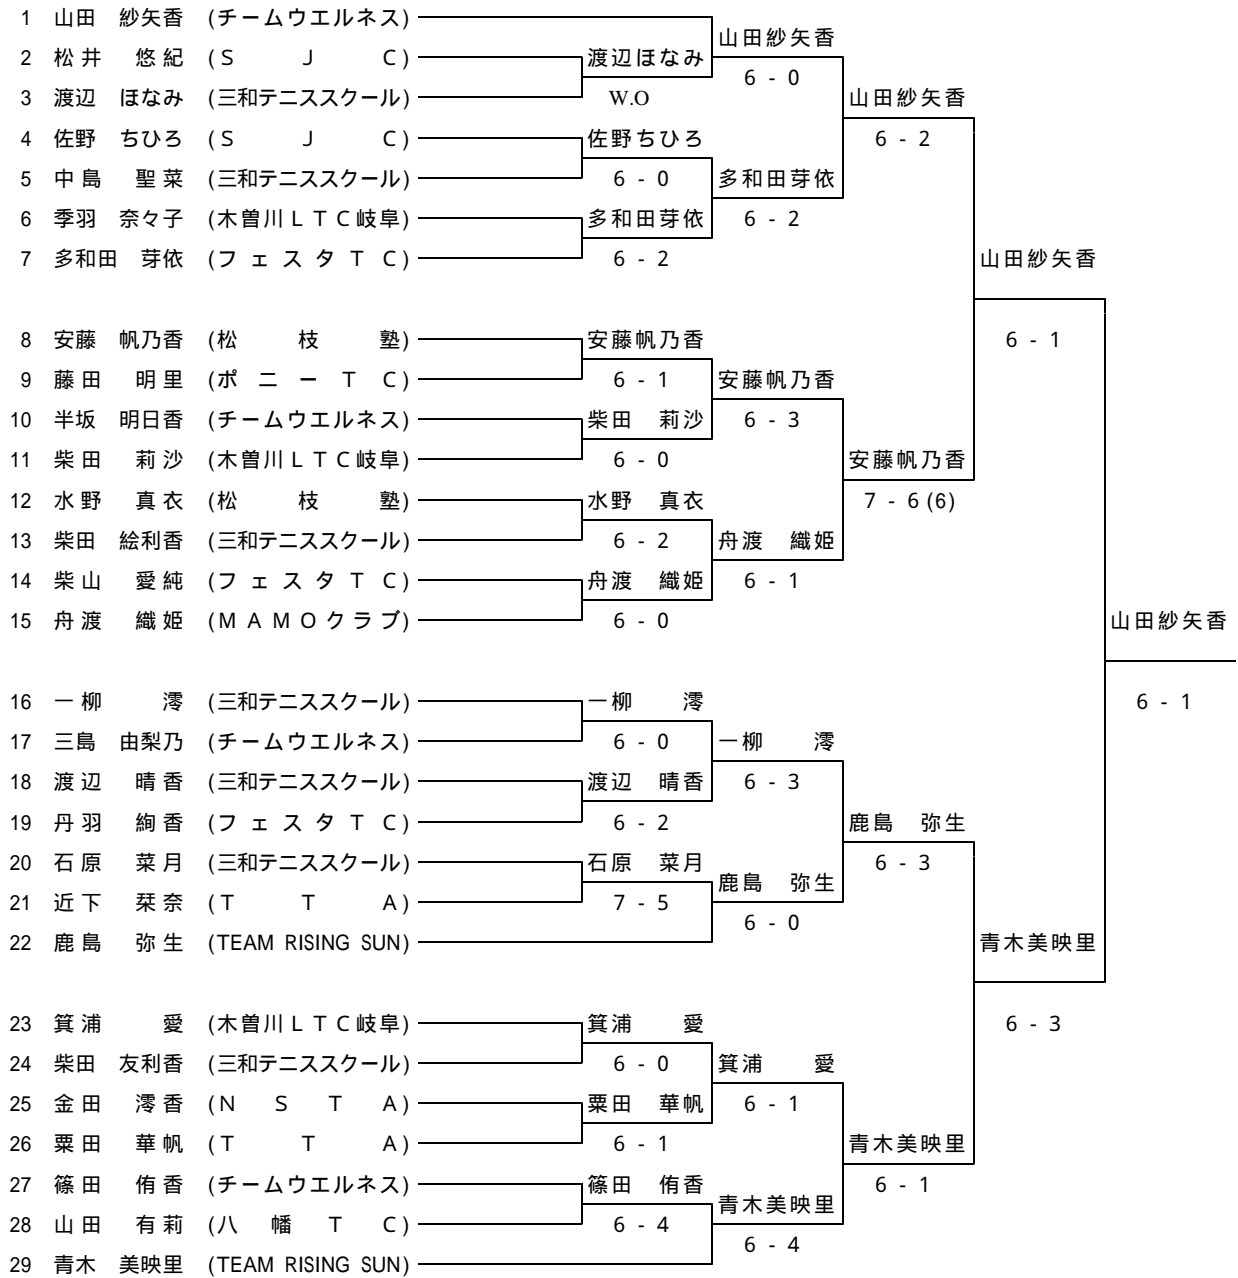 1 山田 紗矢香 (チームウエルネス)
山田紗矢香
2 松井 悠紀 (S J C) 渡辺ほなみ
6 - 0
3 渡辺 ほなみ (三和テニススクール) W.O 山田紗矢香
4 佐野 ちひろ (S J C) 佐野ちひろ 6 - 2
5 中島 聖菜 (三和テニススクール) 6 - 0 多和田芽依
6 季羽 奈々子 (木曽川LTC岐阜) 多和田芽依 6 - 2
7 多和田 芽依 (フェスタTC) 6 - 2 山田紗矢香
8 安藤 帆乃香 (松枝塾) 安藤帆乃香 6 - 1
9 藤田 明里 (ポニーTC) 6 - 1 安藤帆乃香
10 半坂 明日香 (チームウエルネス) 柴田 莉沙 6 - 3
11 柴田 莉沙 (木曽川LTC岐阜) 6 - 0 安藤帆乃香
12 水野 真衣 (松枝塾) 水野 真衣 7 - 6 (6)
13 柴田 絵利香 (三和テニススクール) 6 - 2 舟渡 織姫
14 柴山 愛純 (フェスタTC) 舟渡 織姫 6 - 1
15 舟渡 織姫 (MAMOクラブ) 6 - 0 山田紗矢香
16 一柳 澪 (三和テニススクール) 一柳 澪 6 - 1
17 三島 由梨乃 (チームウエルネス) 6 - 0 一柳 澪
18 渡辺 晴香 (三和テニススクール) 渡辺 晴香 6 - 3
19 丹羽 絢香 (フェスタTC) 6 - 2 鹿島 弥生
20 石原 菜月 (三和テニススクール) 石原 菜月 6 - 3
鹿島 弥生
21 近下 栞奈 (T T A) 7 - 5
6 - 0
22 鹿島 弥生 (TEAM RISING SUN) 青木美映里
23 箕浦 愛 (木曽川LTC岐阜) 箕浦 愛 6 - 3
24 柴田 友利香 (三和テニススクール) 6 - 0 箕浦 愛
25 金田 澪香 (N S T A) 粟田 華帆 6 - 1
26 粟田 華帆 (T T A) 6 - 1 青木美映里
27 篠田 侑香 (チームウエルネス) 篠田 侑香 6 - 1
青木美映里
28 山田 有莉 (八幡TC) 6 - 4
6 - 4
29 青木 美映里 (TEAM RISING SUN)